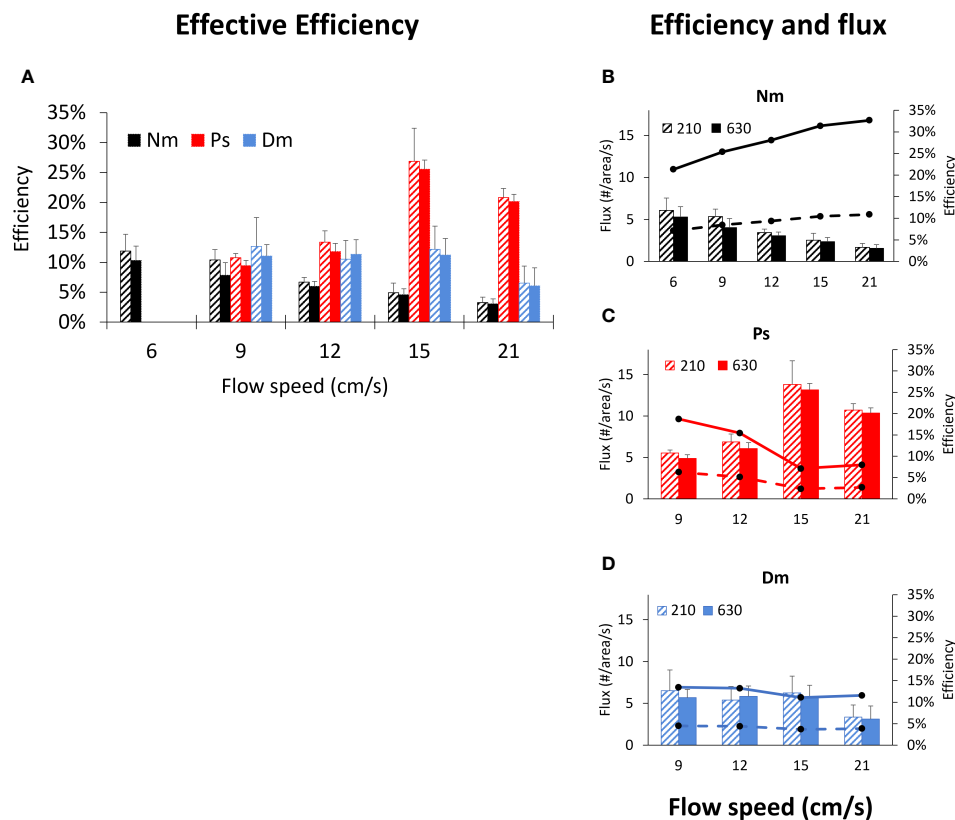 Effective Efficiency
Efficiency and flux
A
35%
30%
25%
20%
15%
10%
5%
0%
Efficiency
Nm Ps Dm
6 9 12 15 21
Flow speed (cm/s)
B
Nm
210 630
15
10
5
0
Flux (#/area/s)
35%
30%
25%
20%
15%
10%
5%
0%
Efficiency
6 9 12 15 21
C
Ps
210 630
15
10
5
0
Flux (#/area/s)
35%
30%
25%
20%
15%
10%
5%
0%
Efficiency
9 12 15 21
D
Dm
210 630
15
10
5
0
Flux (#/area/s)
35%
30%
25%
20%
15%
10%
5%
0%
Efficiency
9 12 15 21
Flow speed (cm/s)